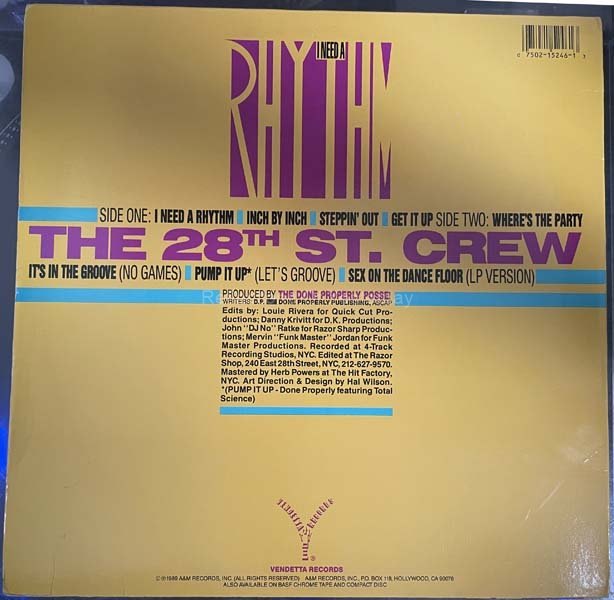 I NEED A
RHYTHM
0 7502-15246-1 1
SIDE ONE: I NEED A RHYTHM INCH BY INCH STEPPIN' OUT GET IT UP SIDE TWO: WHERE'S THE PARTY
THE 28TH ST. CREW
IT'S IN THE GROOVE (NO GAMES) PUMP IT UP* (LET'S GROOVE) SEX ON THE DANCE FLOOR (LP VERSION)
PRODUCED BY THE DONE PROPERLY POSSE!
WRITERS: D.P. DONE PROPERLY PUBLISHING, ASCAP
Edits by: Louie Rivera for Quick Cut Pro-
ductions; Danny Krivitt for D.K. Productions;
John "DJ No" Ratke for Razor Sharp Produc-
tions; Mervin "Funk Master" Jordan for Funk
Master Productions. Recorded at 4-Track
Recording Studios, NYC. Edited at The Razor
Shop, 240 East 28th Street, NYC, 212-627-9570.
Mastered by Herb Powers at The Hit Factory,
NYC. Art Direction & Design by Hal Wilson.
*(PUMP IT UP - Done Properly featuring Total
Science)
VENDETTA RECORDS
®
VENDETTA RECORDS
© ℗ 1989 A&M RECORDS, INC. (ALL RIGHTS RESERVED) A&M RECORDS, INC., P.O. BOX 118, HOLLYWOOD, CA 90078
ALSO AVAILABLE ON BASF CHROME TAPE AND COMPACT DISC